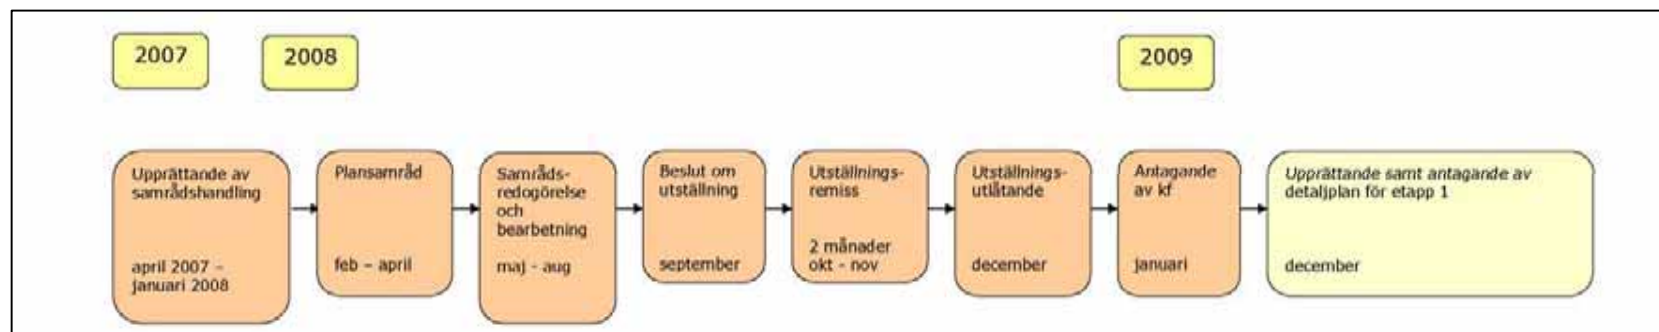 2007
2008
2009
Upprättande av
samrådshandling
april 2007 –
januari 2008
Plansamråd
feb – april
Samråds-
redogörelse
och
bearbetning
maj - aug
Beslut om
utställning
september
Utställnings-
remiss
2 månader
okt - nov
Utställnings-
utlåtande
december
Antagande
av kf
januari
Upprättande samt antagande av
detaljplan för etapp 1
december